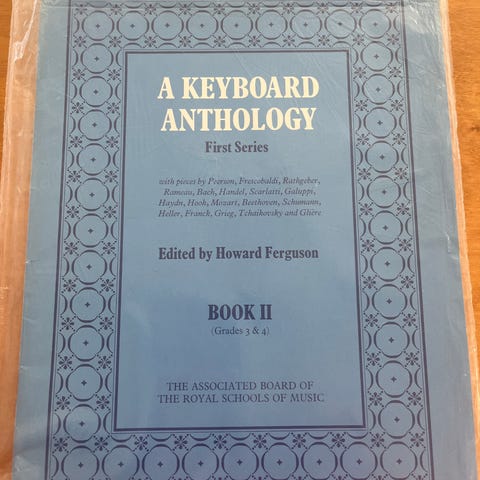 A KEYBOARD
ANTHOLOGY
First Series
with pieces by Peerson, Frescobaldi, Rathgeber,
Rameau, Bach, Handel, Scarlatti, Galuppi,
Haydn, Hook, Mozart, Beethoven, Schumann,
Heller, Franck, Grieg, Tchaikovsky and Glière
Edited by Howard Ferguson
BOOK II
(Grades 3 & 4)
THE ASSOCIATED BOARD OF
THE ROYAL SCHOOLS OF MUSIC